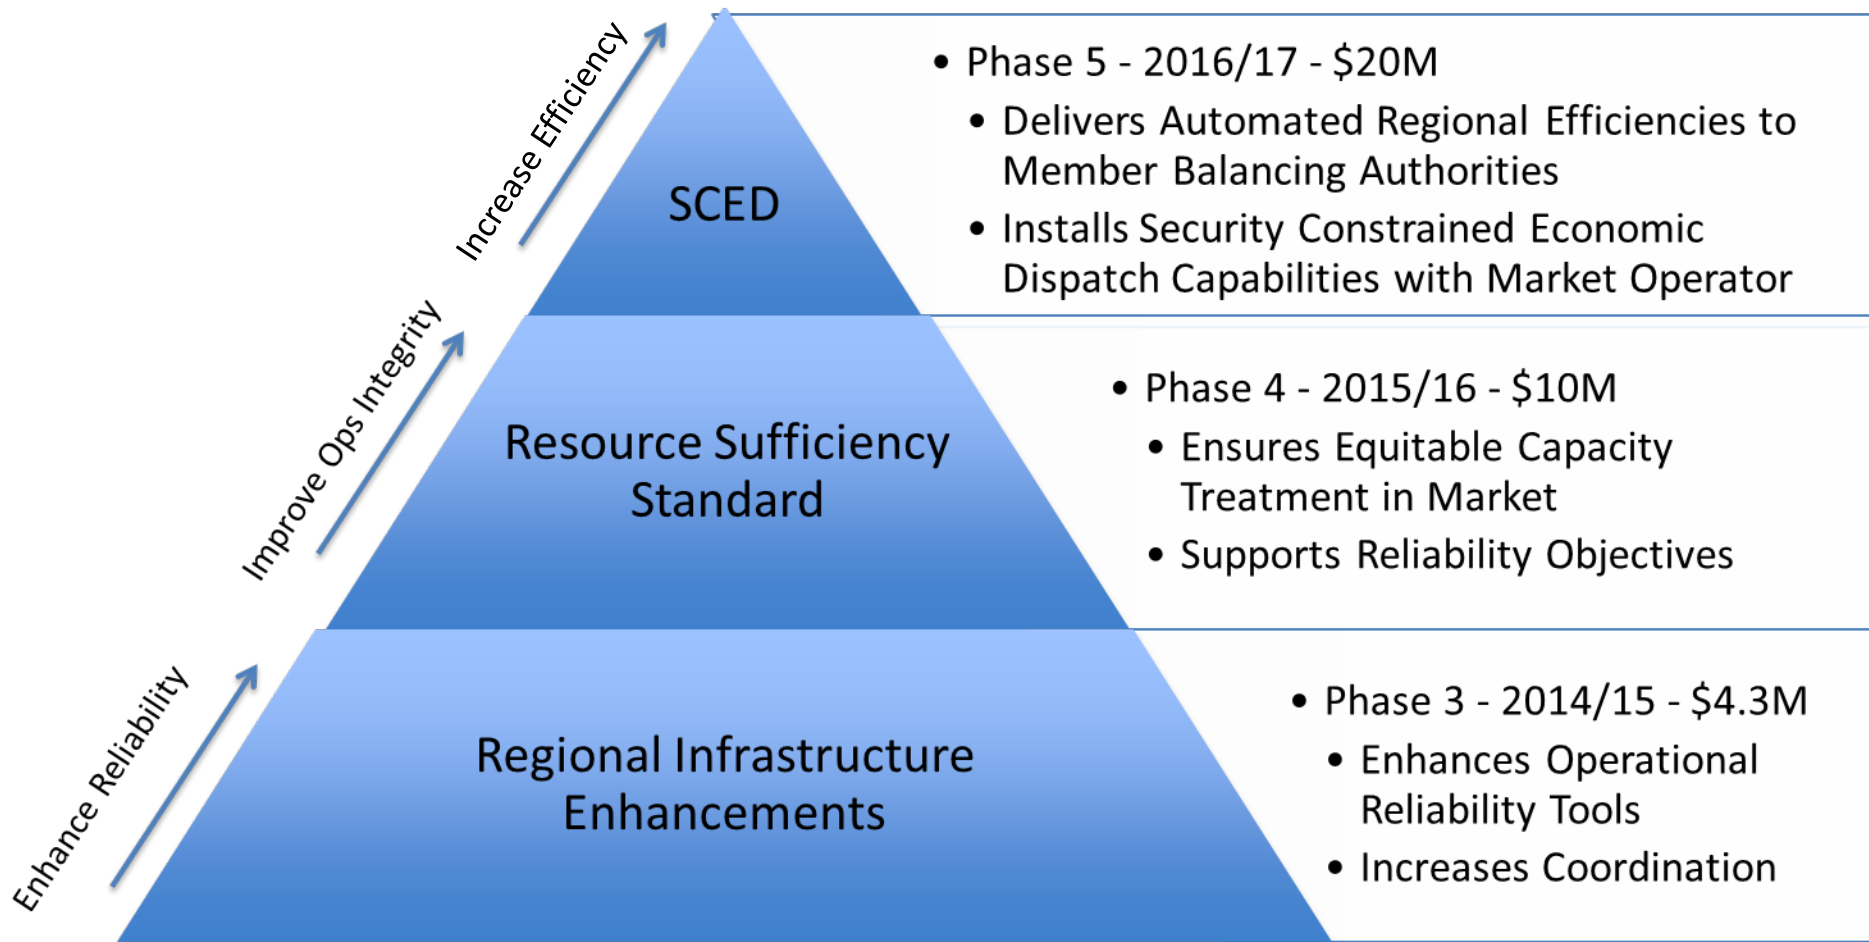 Increase Efficiency
SCED
• Phase 5 - 2016/17 - $20M
• Delivers Automated Regional Efficiencies to
Member Balancing Authorities
• Installs Security Constrained Economic
Dispatch Capabilities with Market Operator
Improve Ops Integrity
Resource Sufficiency
Standard
• Phase 4 - 2015/16 - $10M
• Ensures Equitable Capacity
Treatment in Market
• Supports Reliability Objectives
Enhance Reliability
Regional Infrastructure
Enhancements
• Phase 3 - 2014/15 - $4.3M
• Enhances Operational
Reliability Tools
• Increases Coordination